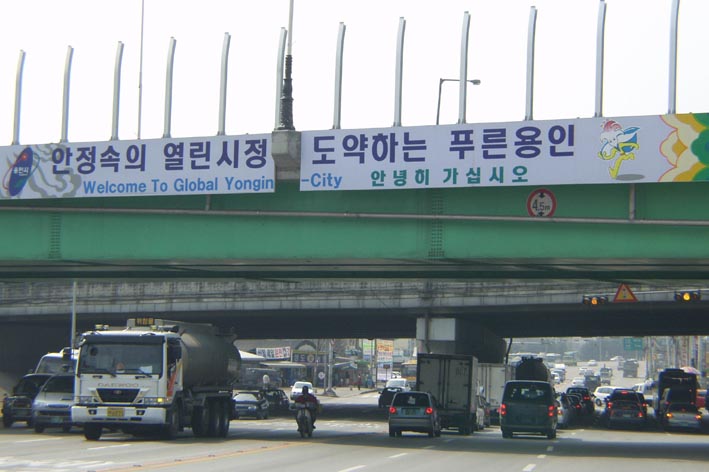 안정속의 열린시정 도약하는 푸른용인
Welcome To Global Yongin -City 안녕히 가십시오
4.5m
DAEWOO